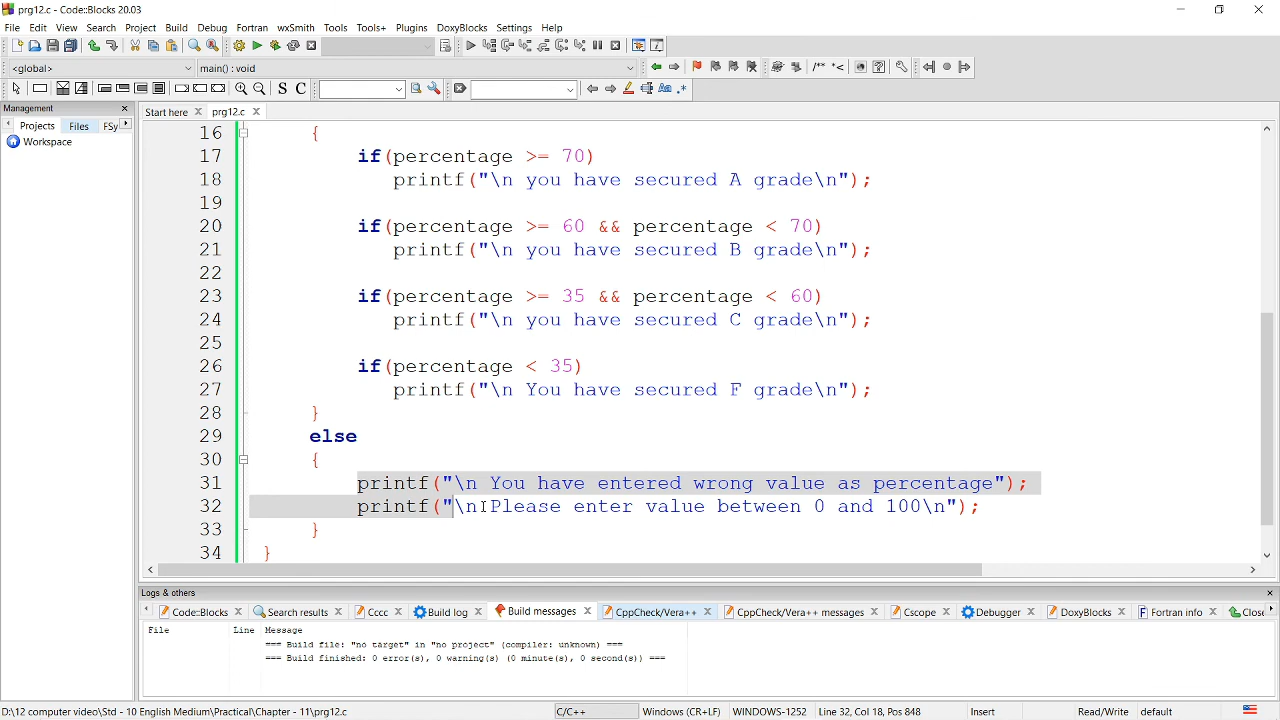 prg12.c - Code::Blocks 20.03
File Edit View Search Project Build Debug Fortran wxSmith Tools Tools+ Plugins DoxyBlocks Settings Help
<global> main() : void
S C Aa .*
Management
Projects Files FSy
Workspace
Start here prg12.c
16 {
17 if(percentage >= 70)
18 printf("\n you have secured A grade\n");
19
20 if(percentage >= 60 && percentage < 70)
21 printf("\n you have secured B grade\n");
22
23 if(percentage >= 35 && percentage < 60)
24 printf("\n you have secured C grade\n");
25
26 if(percentage < 35)
27 printf("\n You have secured F grade\n");
28 }
29 else
30 {
31 printf("\n You have entered wrong value as percentage");
32 printf("\n Please enter value between 0 and 100\n");
33 }
34 }
Logs & others
Code::Blocks Search results Cccc Build log Build messages CppCheck/Vera++ CppCheck/Vera++ messages Cscope Debugger DoxyBlocks Fortran info Close
File Line Message
=== Build file: "no target" in "no project" (compiler: unknown) ===
=== Build finished: 0 error(s), 0 warning(s) (0 minute(s), 0 second(s)) ===
D:\12 computer video\Std - 10 English Medium\Practical\Chapter - 11\prg12.c C/C++ Windows (CR+LF) WINDOWS-1252 Line 32, Col 18, Pos 848 Insert Read/Write default